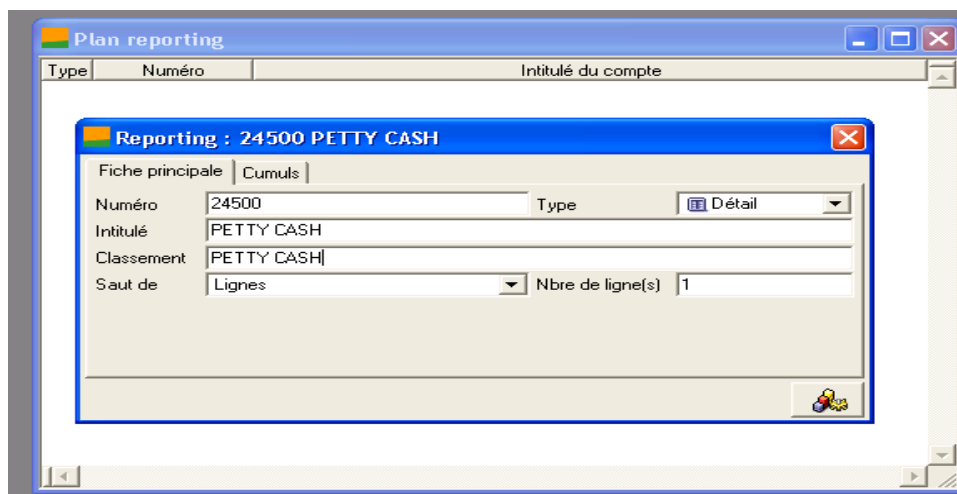 Plan reporting
Type Numéro Intitulé du compte
Reporting : 24500 PETTY CASH
Fiche principale Cumuls
Numéro 24500 Type Détail
Intitulé PETTY CASH
Classement PETTY CASH
Saut de Lignes Nbre de ligne(s) 1